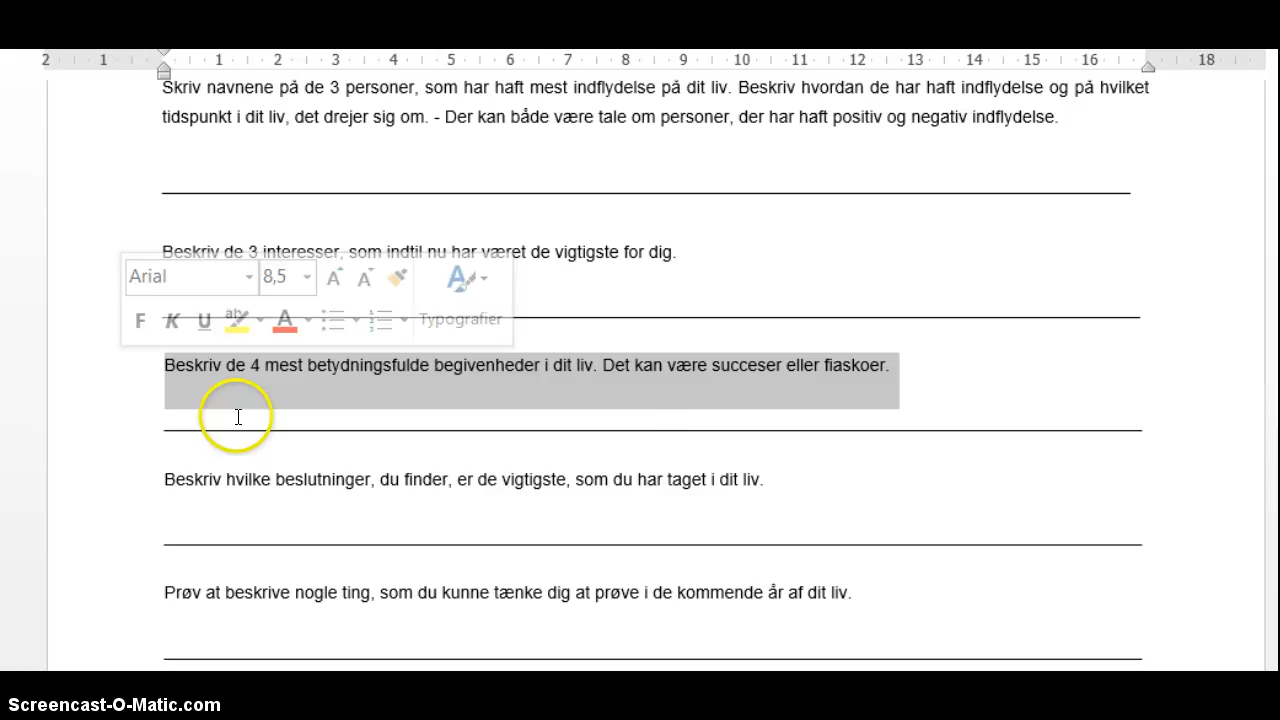 2 1 1 2 3 4 5 6 7 8 9 10 11 12 13 14 15 16 18
Skriv navnene på de 3 personer, som har haft mest indflydelse på dit liv. Beskriv hvordan de har haft indflydelse og på hvilket
tidspunkt i dit liv, det drejer sig om. - Der kan både være tale om personer, der har haft positiv og negativ indflydelse.
Beskriv de 3 interesser, som indtil nu har været de vigtigste for dig.
Arial 8,5 A A A
F K U ab A Typografier
Beskriv de 4 mest betydningsfulde begivenheder i dit liv. Det kan være succeser eller fiaskoer.
Beskriv hvilke beslutninger, du finder, er de vigtigste, som du har taget i dit liv.
Prøv at beskrive nogle ting, som du kunne tænke dig at prøve i de kommende år af dit liv.
Screencast-O-Matic.com